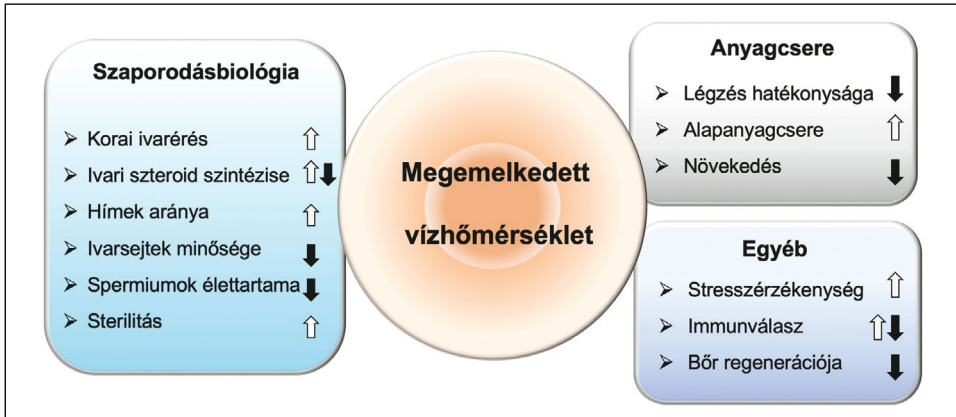 Szaporodásbiológia
Korai ivarérés
Ivari szteroid szintézise
Hímek aránya
Ivarsejtek minősége
Spermiumok élettartama
Sterilitás
Megemelkedett
vízhőmérséklet
Anyagcsere
Légzés hatékonysága
Alapanyagcsere
Növekedés
Egyéb
Stresszérzékenység
Immunválasz
Bőr regenerációja